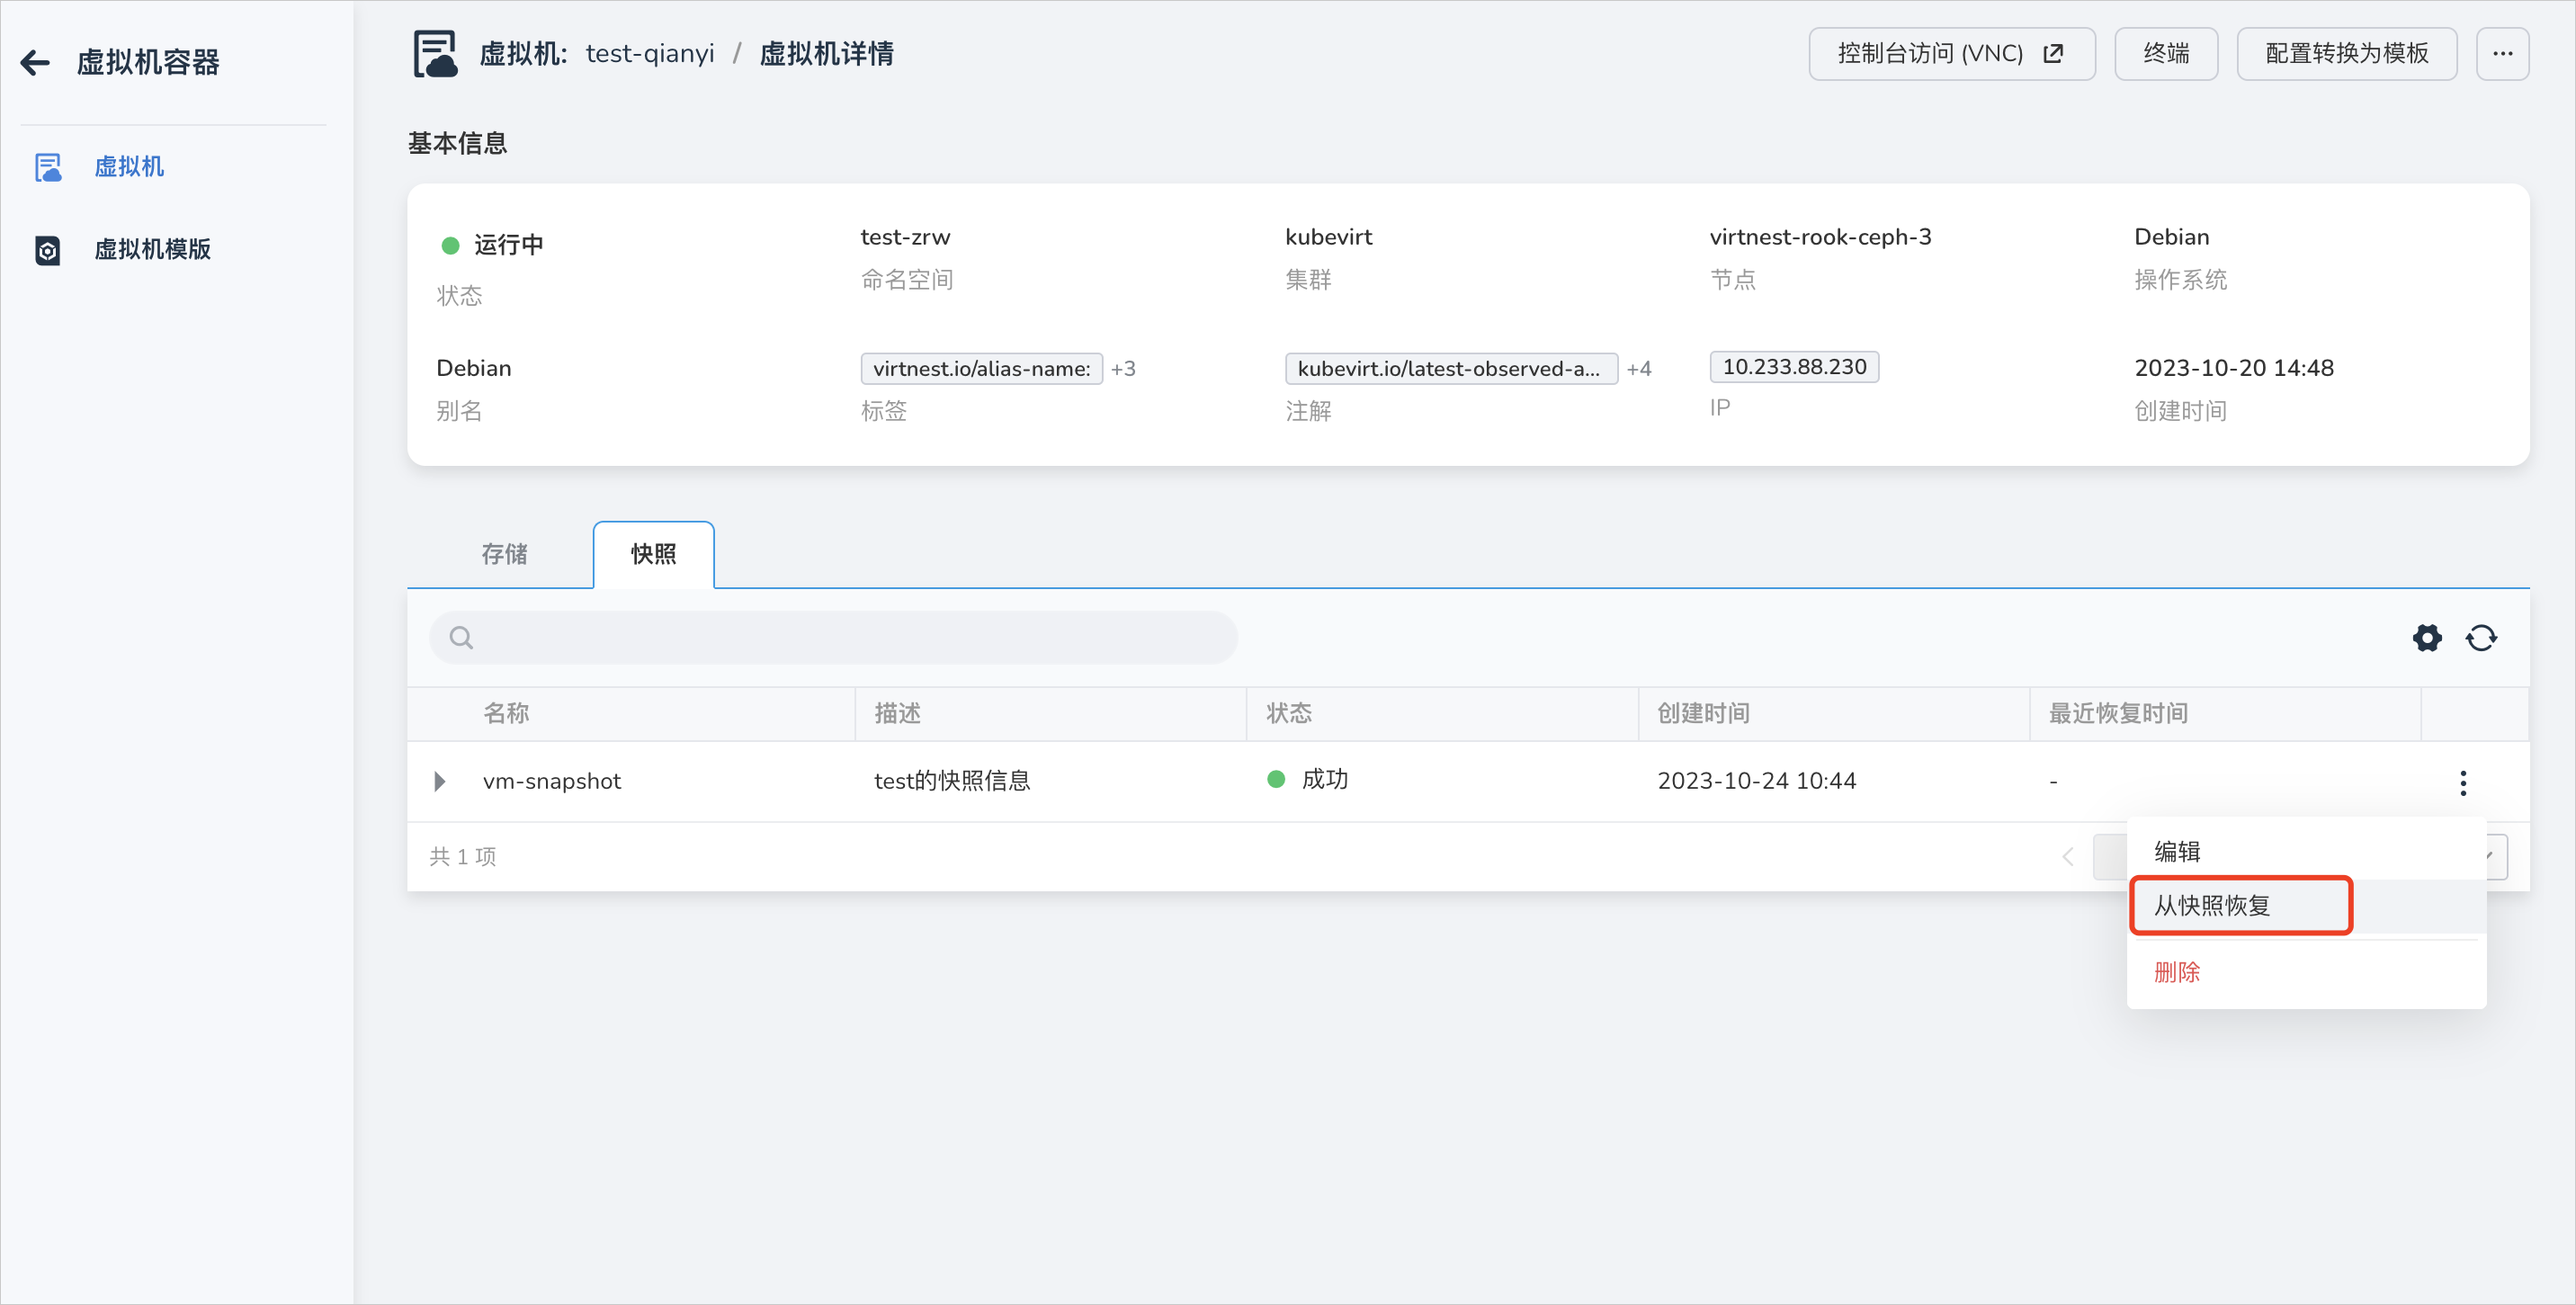 虚拟机容器
虚拟机
虚拟机模版
虚拟机: test-qianyi / 虚拟机详情
控制台访问 (VNC)
终端
配置转换为模板
基本信息
运行中
状态
test-zrw
命名空间
kubevirt
集群
virtnest-rook-ceph-3
节点
Debian
操作系统
Debian
别名
virtnest.io/alias-name: +3
标签
kubevirt.io/latest-observed-a... +4
注解
10.233.88.230
IP
2023-10-20 14:48
创建时间
存储
快照
名称 描述 状态 创建时间 最近恢复时间
vm-snapshot test的快照信息 成功 2023-10-24 10:44 -
共 1 项
编辑
从快照恢复
删除